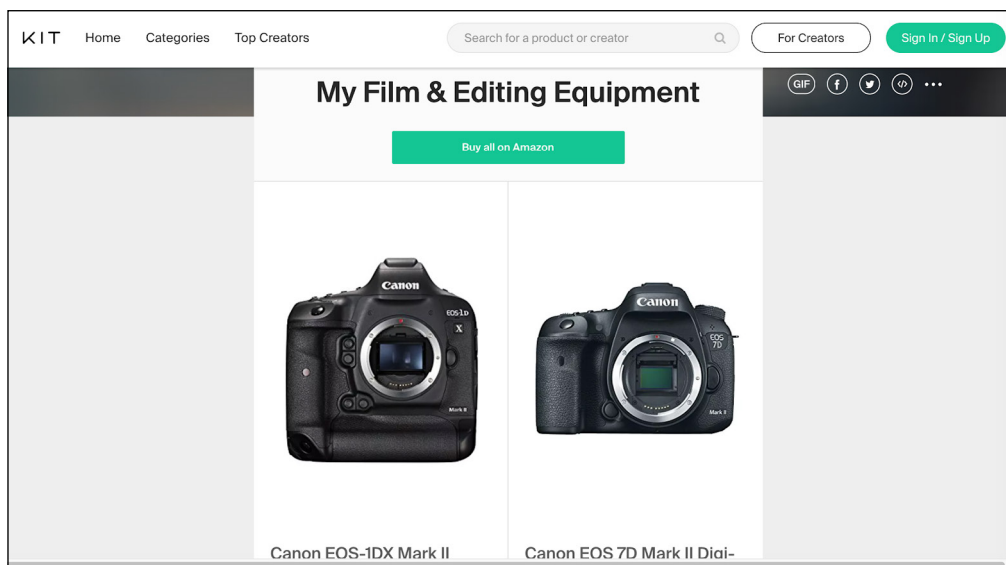 KIT Home Categories Top Creators Search for a product or creator For Creators Sign In / Sign Up
My Film & Editing Equipment
GIF
Buy all on Amazon
Canon
EOS-1D
X
Mark II
Canon
EOS
7D
Mark II
Canon EOS-1DX Mark II
Canon EOS 7D Mark II Digi-